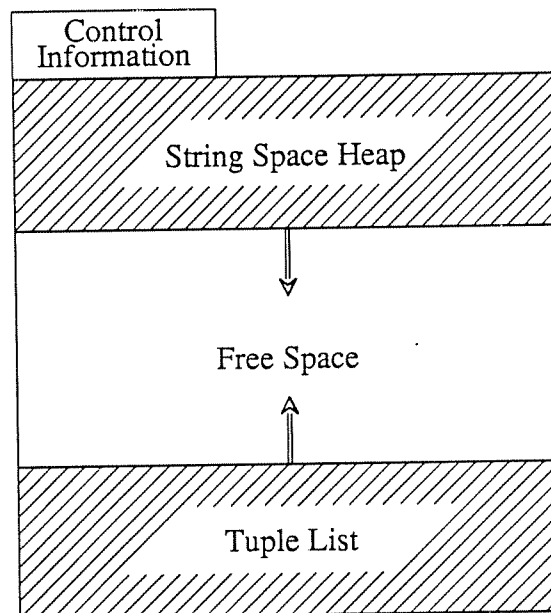 Control
Information
String Space Heap
Free Space
Tuple List